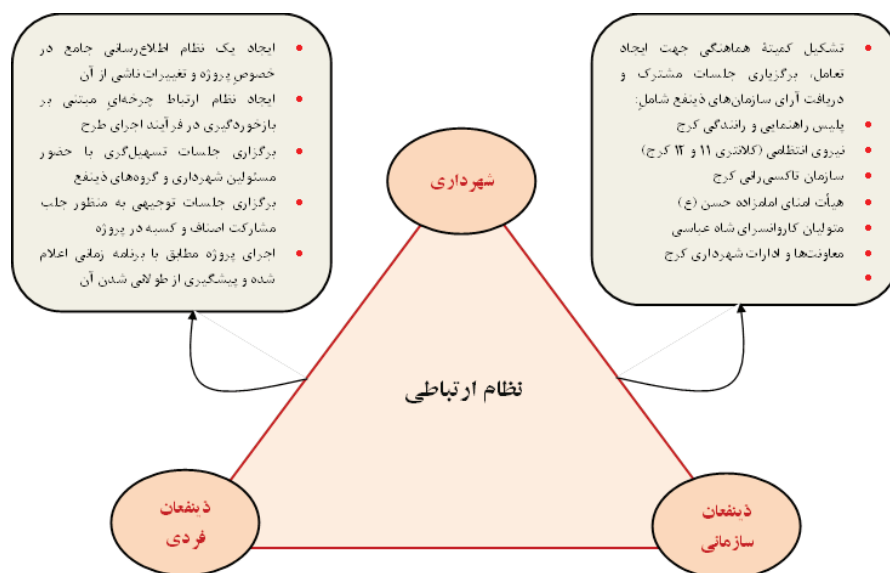 • تشکیل کمیتهٔ هماهنگی جهت ایجاد
تعامل، برگزیاری جلسات مشترک و
دریافت آرای سازمان‌های ذینفع شامل:
• پلیس راهنمایی و رانندگی کرج
• نیروی انتظامی (کلانتری ۱۱ و ۱۲ کرج)
• سازمان تاکسی‌رانی کرج
• هیأت امنای امامزاده حسن (ع)
• متولیان کاروانسرای شاه عباسی
• معاونت‌ها و ادارات شهرداری کرج
•
• ایجاد یک نظام اطلاع‌رسانی جامع در
خصوصِ پروژه و تغییرات ناشی از آن
• ایجاد نظام ارتباط چرخه‌ایِ مبتنی بر
بازخوردگیری در فرآیند اجرای طرح
• برگزاری جلسات تسهیل‌گری با حضور
مسئولین شهرداری و گروه‌های ذینفع
• برگزاری جلسات توجیهی به منظور جلب
مشارکت اصناف و کسبه در پروژه
• اجرای پروژه مطابق با برنامه زمانی اعلام
شده و پیشگیری از طولانی شدن آن
شهرداری
نظام ارتباطی
ذینفعان
سازمانی
ذینفعان
فردی